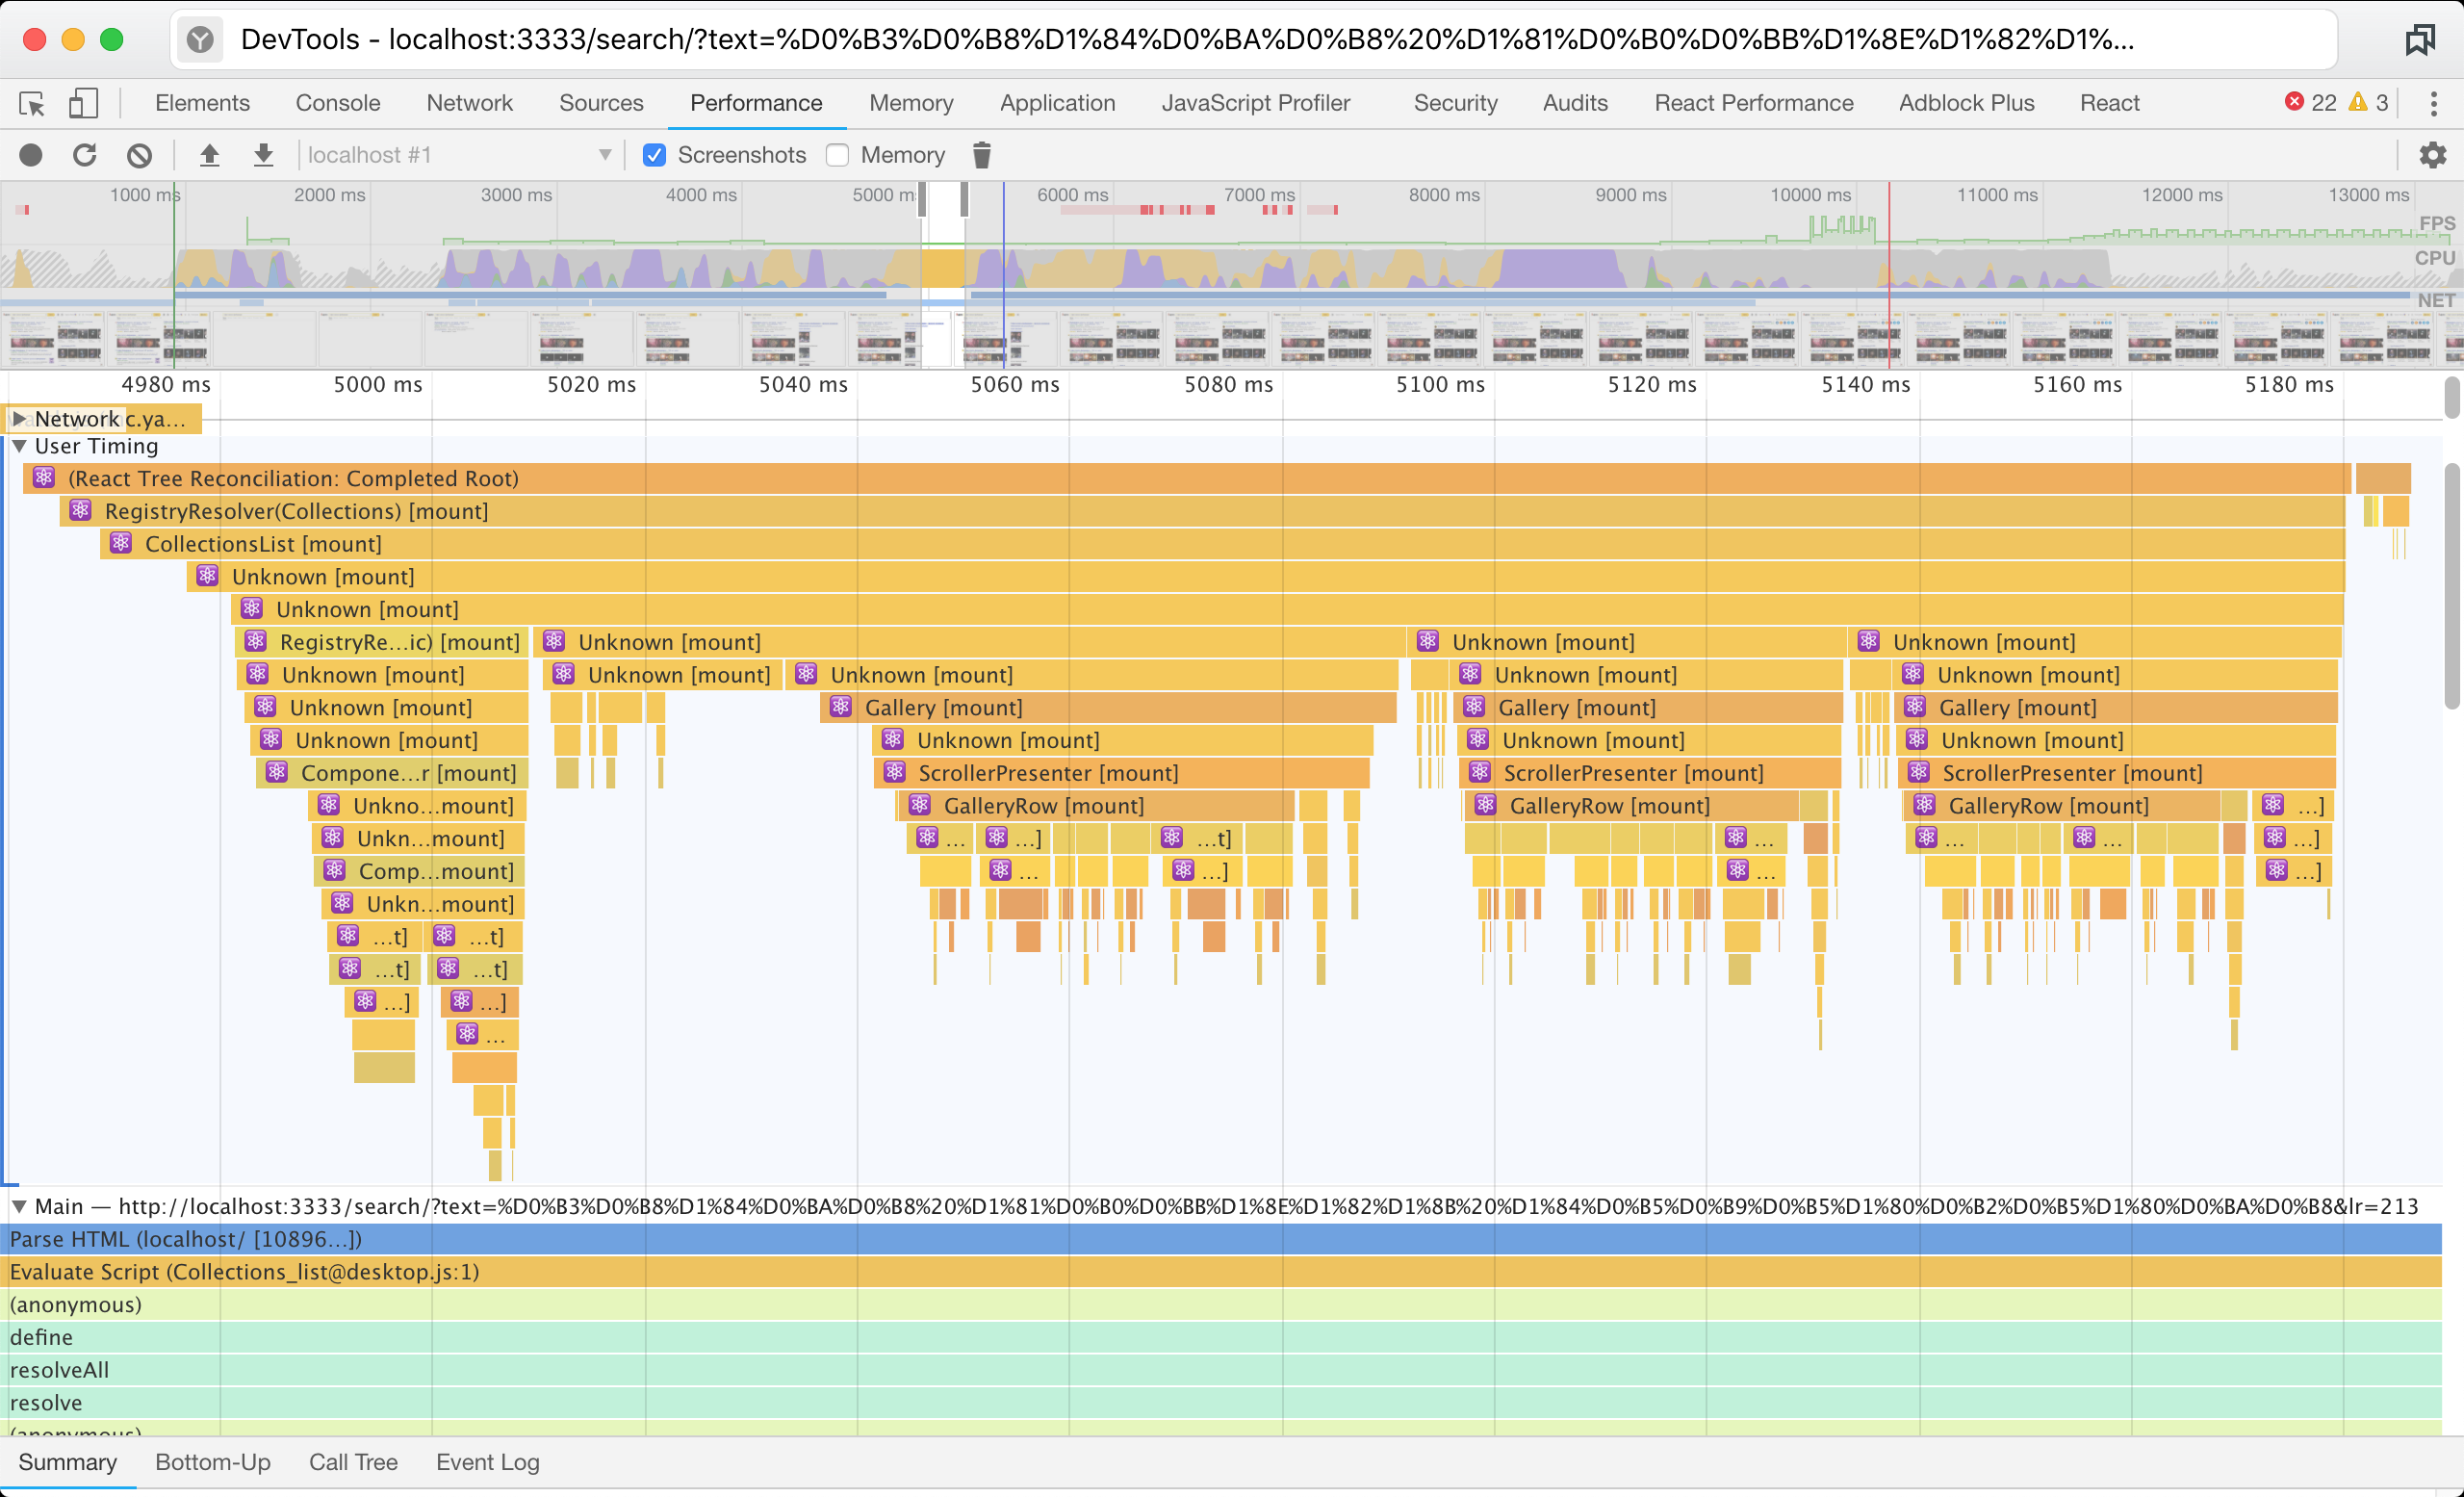 DevTools - localhost:3333/search/?text=%D0%B3%D0%B8%D1%84%D0%BA%D0%B8%20%D1%81%D0%B0%D0%BB%D1%8E%D1%82%D1%...
Elements Console Network Sources Performance Memory Application JavaScript Profiler Security Audits React Performance Adblock Plus React 22 3
localhost #1 Screenshots Memory
1000 ms 2000 ms 3000 ms 4000 ms 5000 m 6000 ms 7000 ms 8000 ms 9000 ms 10000 ms 11000 ms 12000 ms 13000 ms
FPS
CPU
NET
4980 ms 5000 ms 5020 ms 5040 ms 5060 ms 5080 ms 5100 ms 5120 ms 5140 ms 5160 ms 5180 ms
Network c.ya...
User Timing
(React Tree Reconciliation: Completed Root)
RegistryResolver(Collections) [mount]
CollectionsList [mount]
Unknown [mount]
Unknown [mount]
RegistryRe...ic) [mount] Unknown [mount] Unknown [mount] Unknown [mount]
Unknown [mount] Unknown [mount] Unknown [mount] Unknown [mount] Unknown [mount]
Unknown [mount] Gallery [mount] Gallery [mount] Gallery [mount]
Unknown [mount] Unknown [mount] Unknown [mount] Unknown [mount]
Compone...r [mount] ScrollerPresenter [mount] ScrollerPresenter [mount] ScrollerPresenter [mount]
Unkno...mount] GalleryRow [mount] GalleryRow [mount] GalleryRow [mount] ...]
Unkn...mount] ... ...] ...t] ... ... ... ...]
Comp...mount] ... ...] ... ...]
Unkn...mount]
...t] ...t]
...t] ...t]
...] ...]
...
Main — http://localhost:3333/search/?text=%D0%B3%D0%B8%D1%84%D0%BA%D0%B8%20%D1%81%D0%B0%D0%BB%D1%8E%D1%82%D1%8B%20%D1%84%D0%B5%D0%B9%D0%B5%D1%80%D0%B2%D0%B5%D1%80%D0%BA%D0%B8&lr=213
Parse HTML (localhost/ [10896...])
Evaluate Script (Collections_list@desktop.js:1)
(anonymous)
define
resolveAll
resolve
(anonymous)
Summary Bottom-Up Call Tree Event Log